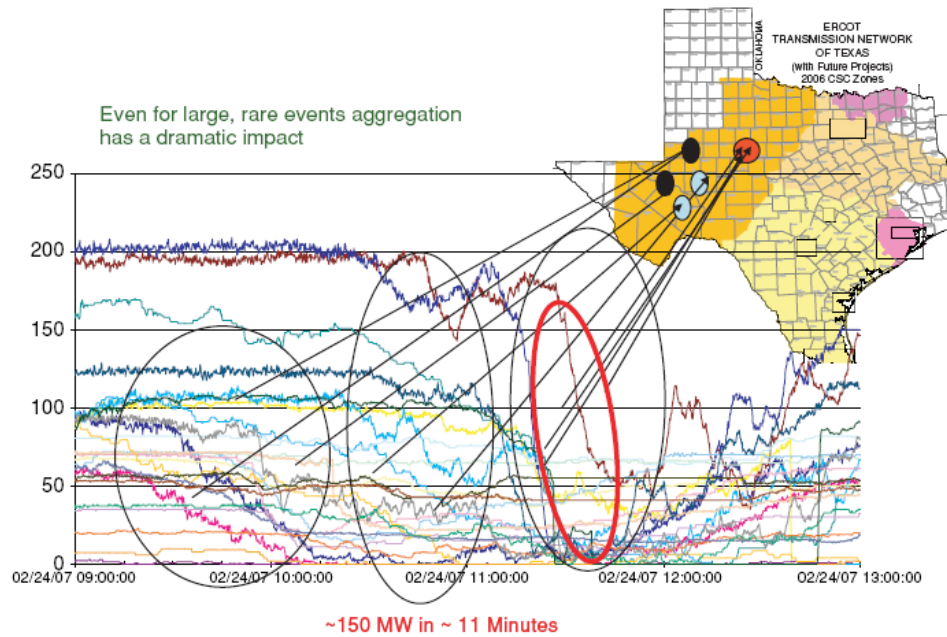 ERCOT
TRANSMISSION NETWORK
OF TEXAS
(with Future Projects)
2006 CSC Zones
OKLAHOMA
Even for large, rare events aggregation
has a dramatic impact
250
200
150
100
50
0
02/24/07 09:00:00
02/24/07 10:00:00
02/24/07 11:00:00
02/24/07 12:00:00
02/24/07 13:00:00
~150 MW in ~ 11 Minutes